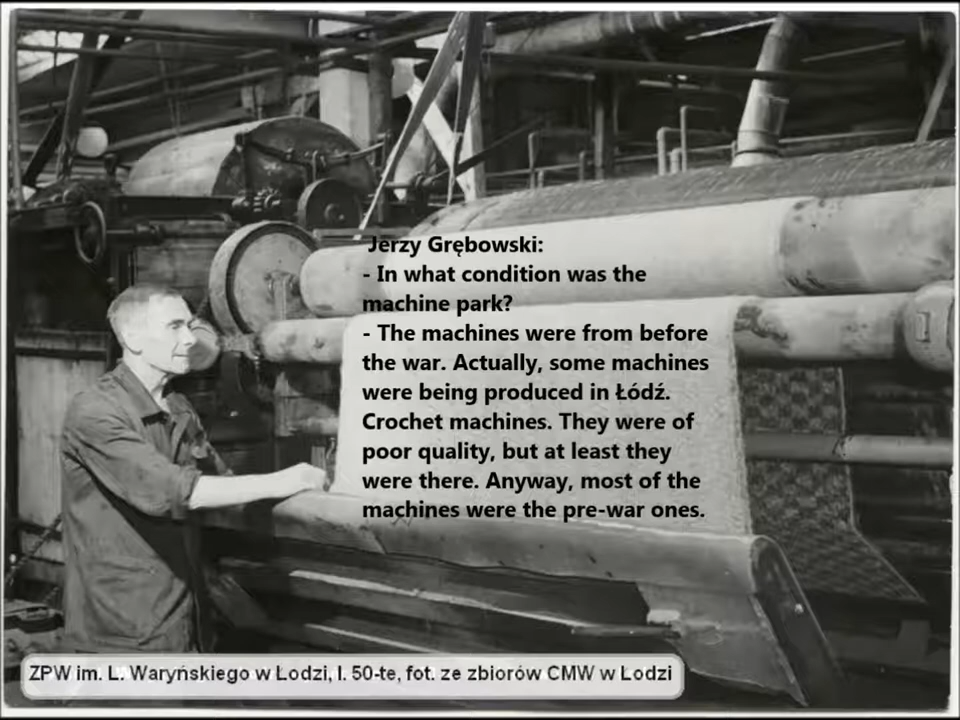 Jerzy Grębowski:
- In what condition was the
machine park?
- The machines were from before
the war. Actually, some machines
were being produced in Łódź.
Crochet machines. They were of
poor quality, but at least they
were there. Anyway, most of the
machines were the pre-war ones.
ZPW im. L. Waryńskiego w Łodzi, l. 50-te, fot. ze zbiorów CMW w Łodzi